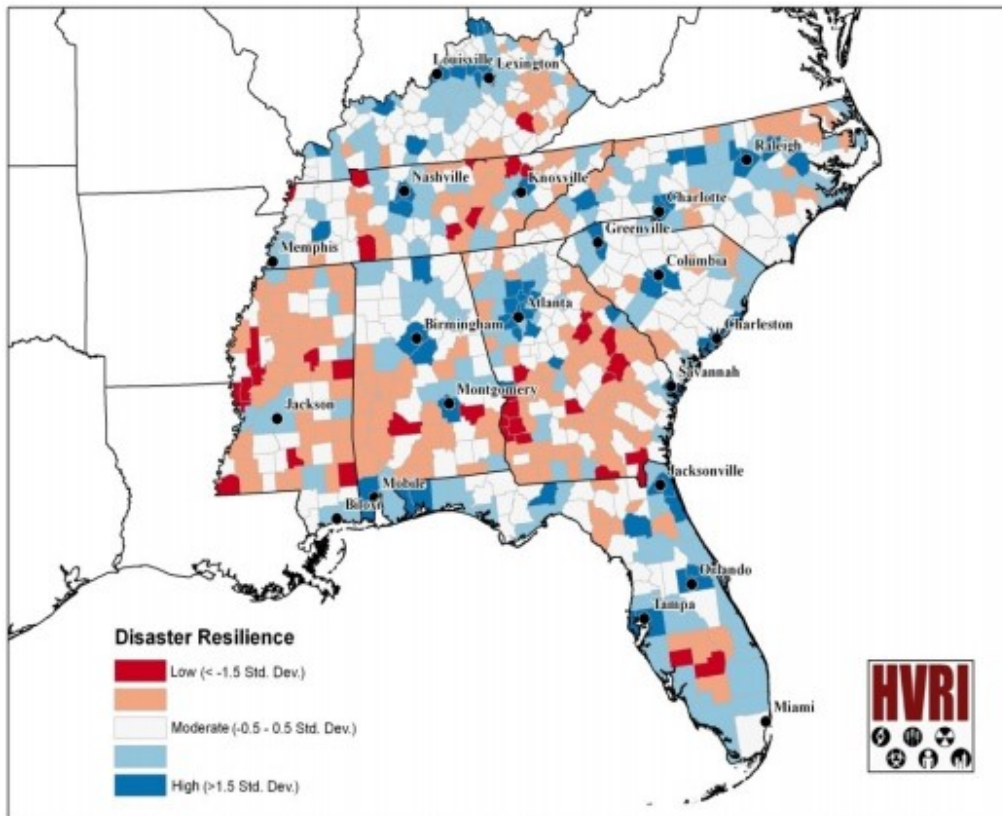 Louisville
Lexington
Nashville
Knoxville
Raleigh
Charlotte
Greenville
Memphis
Columbia
Atlanta
Birmingham
Charleston
Savannah
Montgomery
Jackson
Jacksonville
Mobile
Biloxi
Orlando
Tampa
Miami
Disaster Resilience
Low (< -1.5 Std. Dev.)
Moderate (-0.5 - 0.5 Std. Dev.)
High (>1.5 Std. Dev.)
HVRI